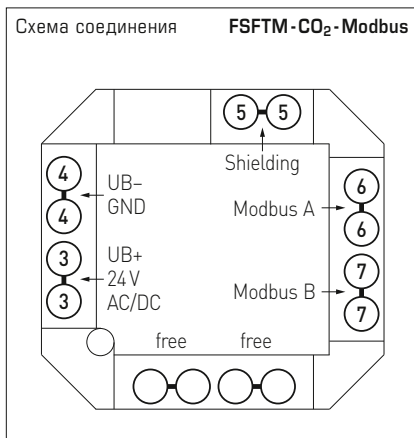 Схема соединения FSFTM-CO₂-Modbus
5 5
Shielding
4
4
UB–
GND
3
3
UB+
24 V
AC/DC
Modbus A
6
6
Modbus B
7
7
free free